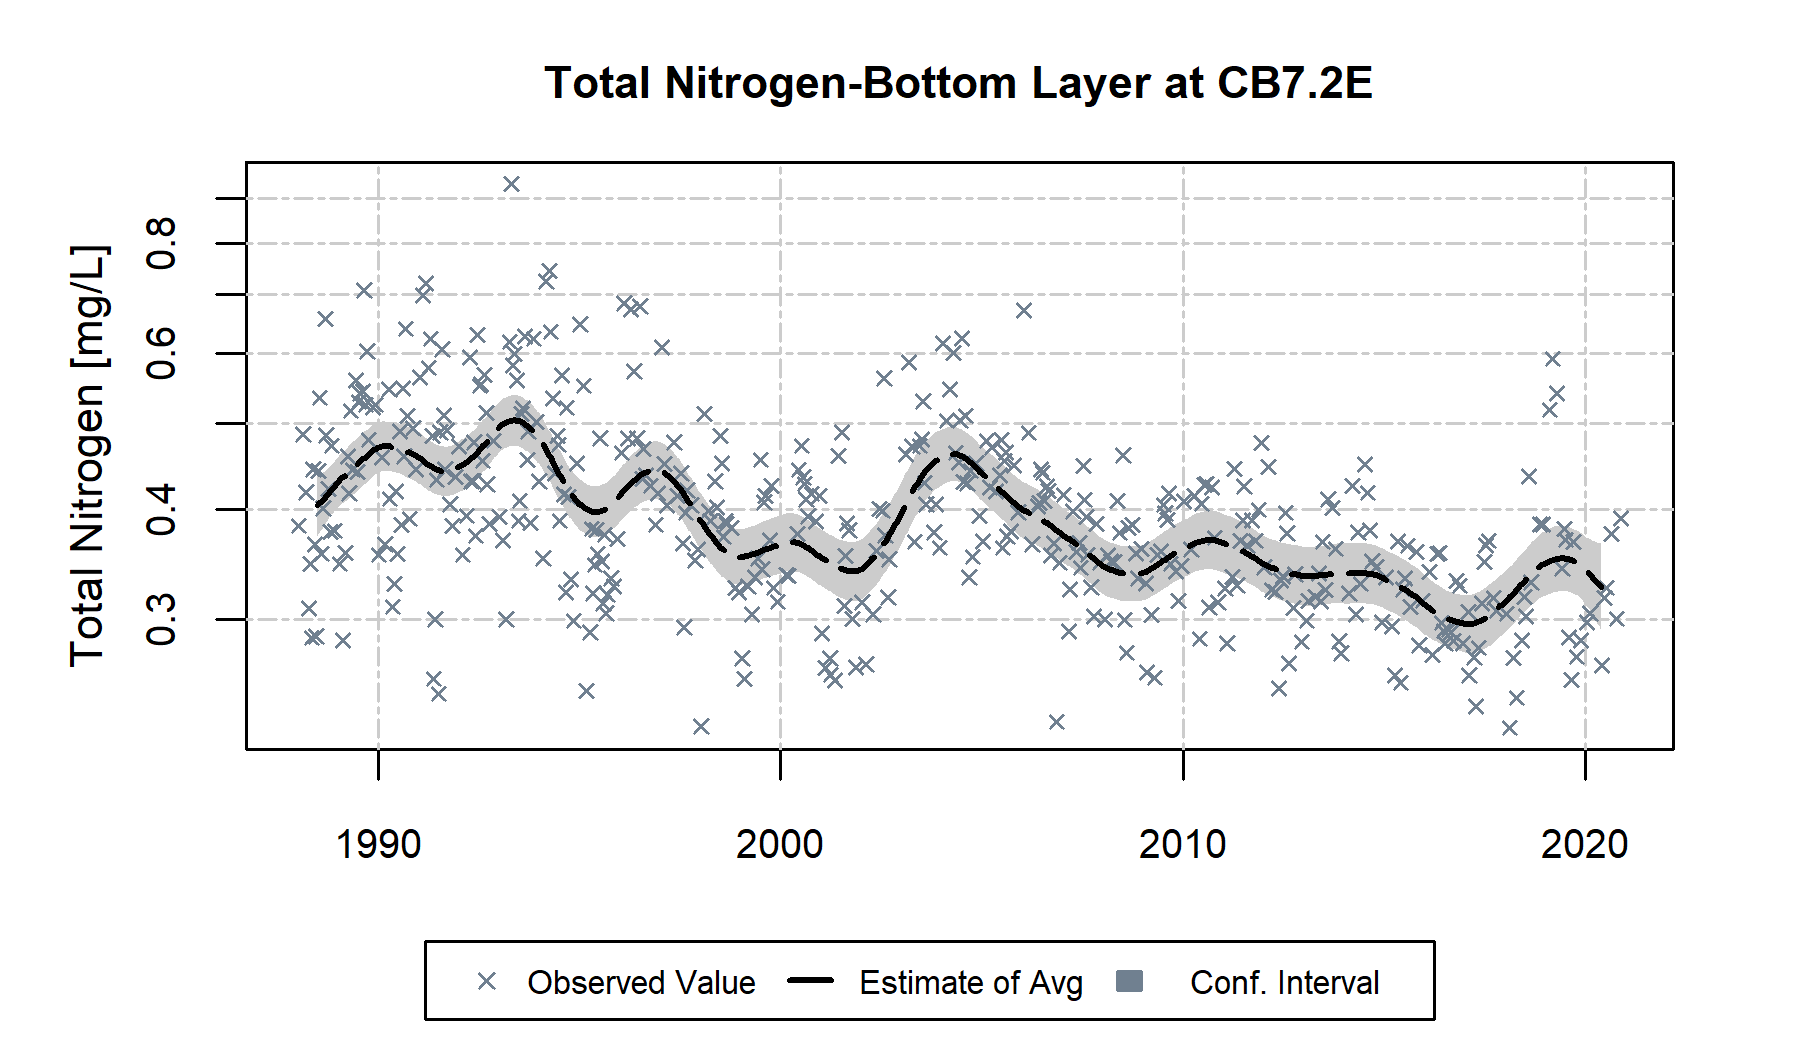 Total Nitrogen-Bottom Layer at CB7.2E
Total Nitrogen [mg/L]
0.8
0.6
0.4
0.3
1990 2000 2010 2020
Observed Value Estimate of Avg Conf. Interval